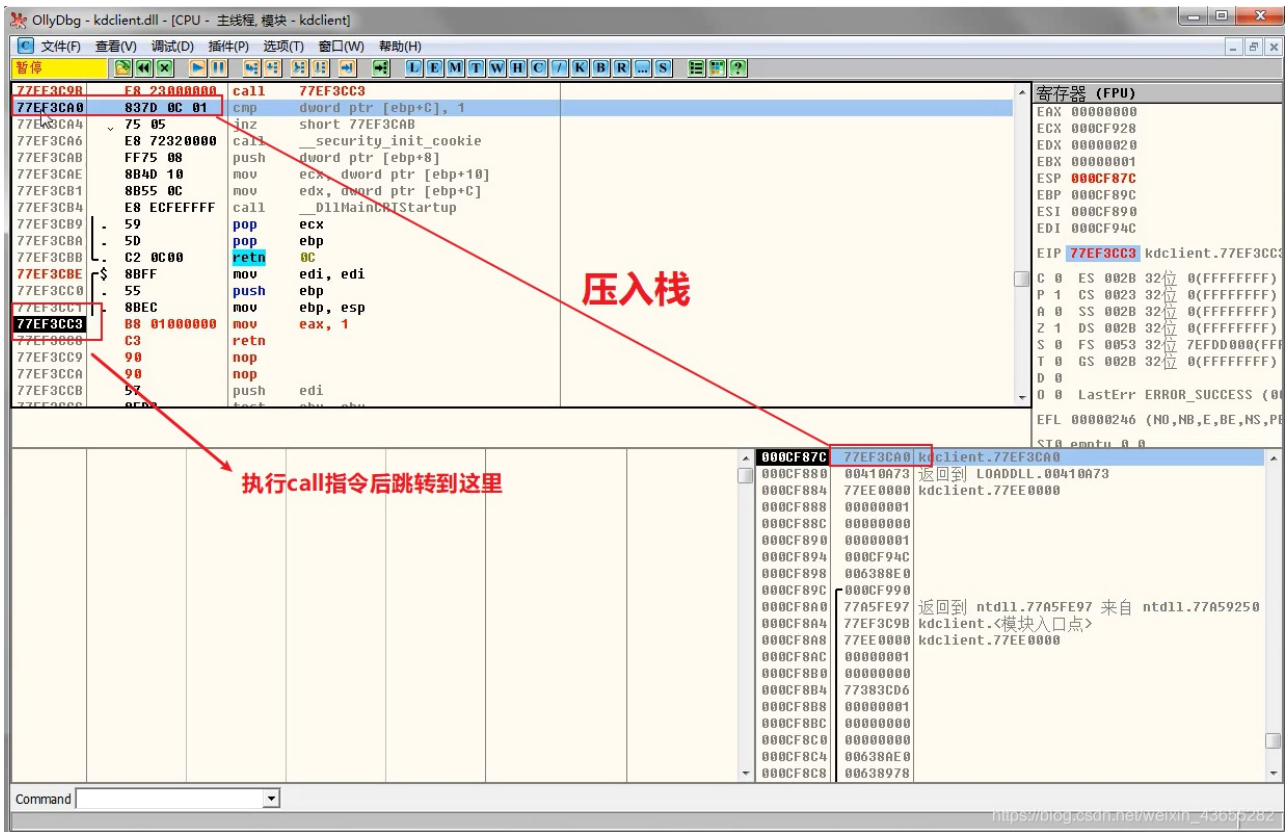 OllyDbg - kdclient.dll - [CPU - 主线程, 模块 - kdclient]
文件(F) 查看(V) 调试(D) 插件(P) 选项(T) 窗口(W) 帮助(H)
暂停 L E M T W H C / K B R ... S ?
77EF3C9B E8 23000000 call 77EF3CC3
77EF3CA0 837D 0C 01 cmp dword ptr [ebp+C], 1
77EF3CA4 75 05 jnz short 77EF3CAB
77EF3CA6 E8 72320000 call __security_init_cookie
77EF3CAB FF75 08 push dword ptr [ebp+8]
77EF3CAE 8B4D 10 mov ecx, dword ptr [ebp+10]
77EF3CB1 8B55 0C mov edx, dword ptr [ebp+C]
77EF3CB4 E8 ECFEFFFF call __DllMainCRTStartup
77EF3CB9 . 59 pop ecx
77EF3CBA . 5D pop ebp
77EF3CBB . C2 0C00 retn 0C
77EF3CBE $ 8BFF mov edi, edi
77EF3CC0 . 55 push ebp
77EF3CC1 . 8BEC mov ebp, esp
77EF3CC3 B8 01000000 mov eax, 1
77EF3CC8 C3 retn
77EF3CC9 90 nop
77EF3CCA 90 nop
77EF3CCB 57 push edi
压入栈
寄存器 (FPU)
EAX 00000000
ECX 000CF928
EDX 00000020
EBX 00000001
ESP 000CF87C
EBP 000CF89C
ESI 000CF890
EDI 000CF94C
EIP 77EF3CC3 kdclient.77EF3CC3
C 0 ES 002B 32位 0(FFFFFFFF)
P 1 CS 0023 32位 0(FFFFFFFF)
A 0 SS 002B 32位 0(FFFFFFFF)
Z 1 DS 002B 32位 0(FFFFFFFF)
S 0 FS 0053 32位 7EFDD000(FFF
T 0 GS 002B 32位 0(FFFFFFFF)
D 0
O 0 LastErr ERROR_SUCCESS (00
EFL 00000246 (NO,NB,E,BE,NS,PE
ST0 empty 0.0
执行call指令后跳转到这里
000CF87C 77EF3CA0 kdclient.77EF3CA0
000CF880 00410A73 返回到 LOADDLL.00410A73
000CF884 77EE0000 kdclient.77EE0000
000CF888 00000001
000CF88C 00000000
000CF890 00000001
000CF894 000CF94C
000CF898 006388E0
000CF89C 000CF990
000CF8A0 77A5FE97 返回到 ntdll.77A5FE97 来自 ntdll.77A59250
000CF8A4 77EF3C9B kdclient.<模块入口点>
000CF8A8 77EE0000 kdclient.77EE0000
000CF8AC 00000001
000CF8B0 00000000
000CF8B4 77383CD6
000CF8B8 00000001
000CF8BC 00000000
000CF8C0 00000000
000CF8C4 00638AE0
000CF8C8 00638978
Command
https://blog.csdn.net/weixin_43655282